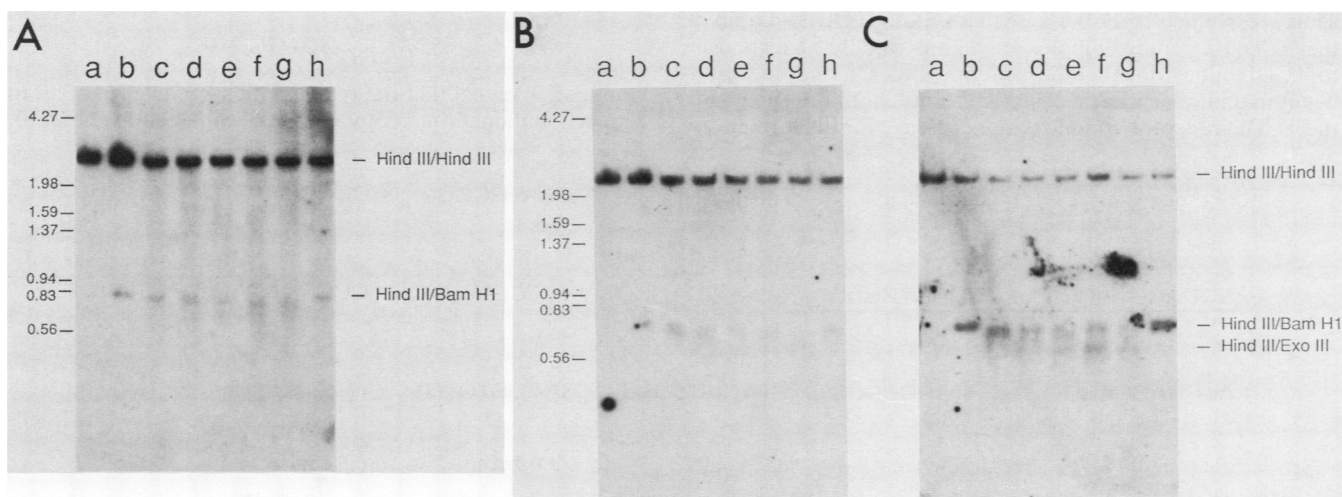 A
a b c d e f g h
4.27
1.98
1.59
1.37
0.94
0.83
0.56
Hind III/Hind III
Hind III/Bam H1
B
a b c d e f g h
4.27
1.98
1.59
1.37
0.94
0.83
0.56
C
a b c d e f g h
Hind III/Hind III
Hind III/Bam H1
Hind III/Exo III